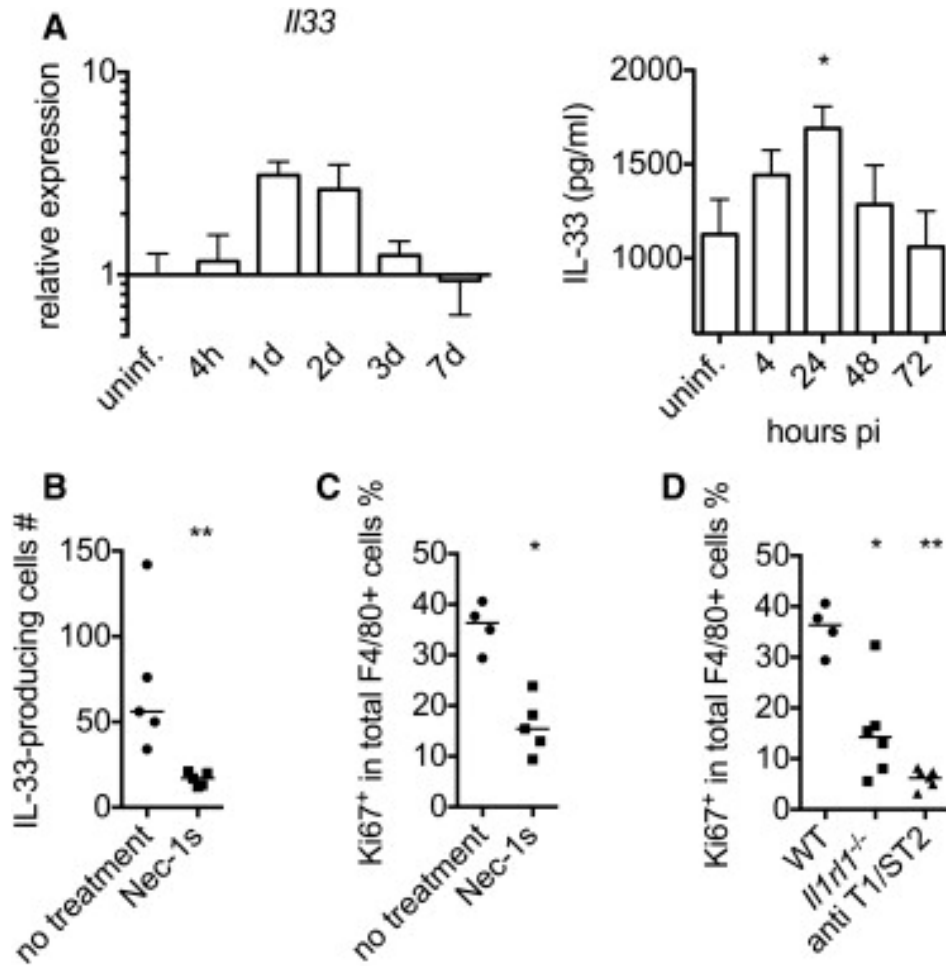 A
Il33
relative expression
10
1
uninf.
4h
1d
2d
3d
7d
IL-33 (pg/ml)
2000
1500
1000
*
uninf.
4
24
48
72
hours pi
B
IL-33-producing cells #
150
100
50
0
**
no treatment
Nec-1s
C
Ki67⁺ in total F4/80+ cells %
50
40
30
20
10
0
*
no treatment
Nec-1s
D
Ki67⁺ in total F4/80+ cells %
50
40
30
20
10
0
*
**
WT
Il1rl1⁻/⁻
anti T1/ST2